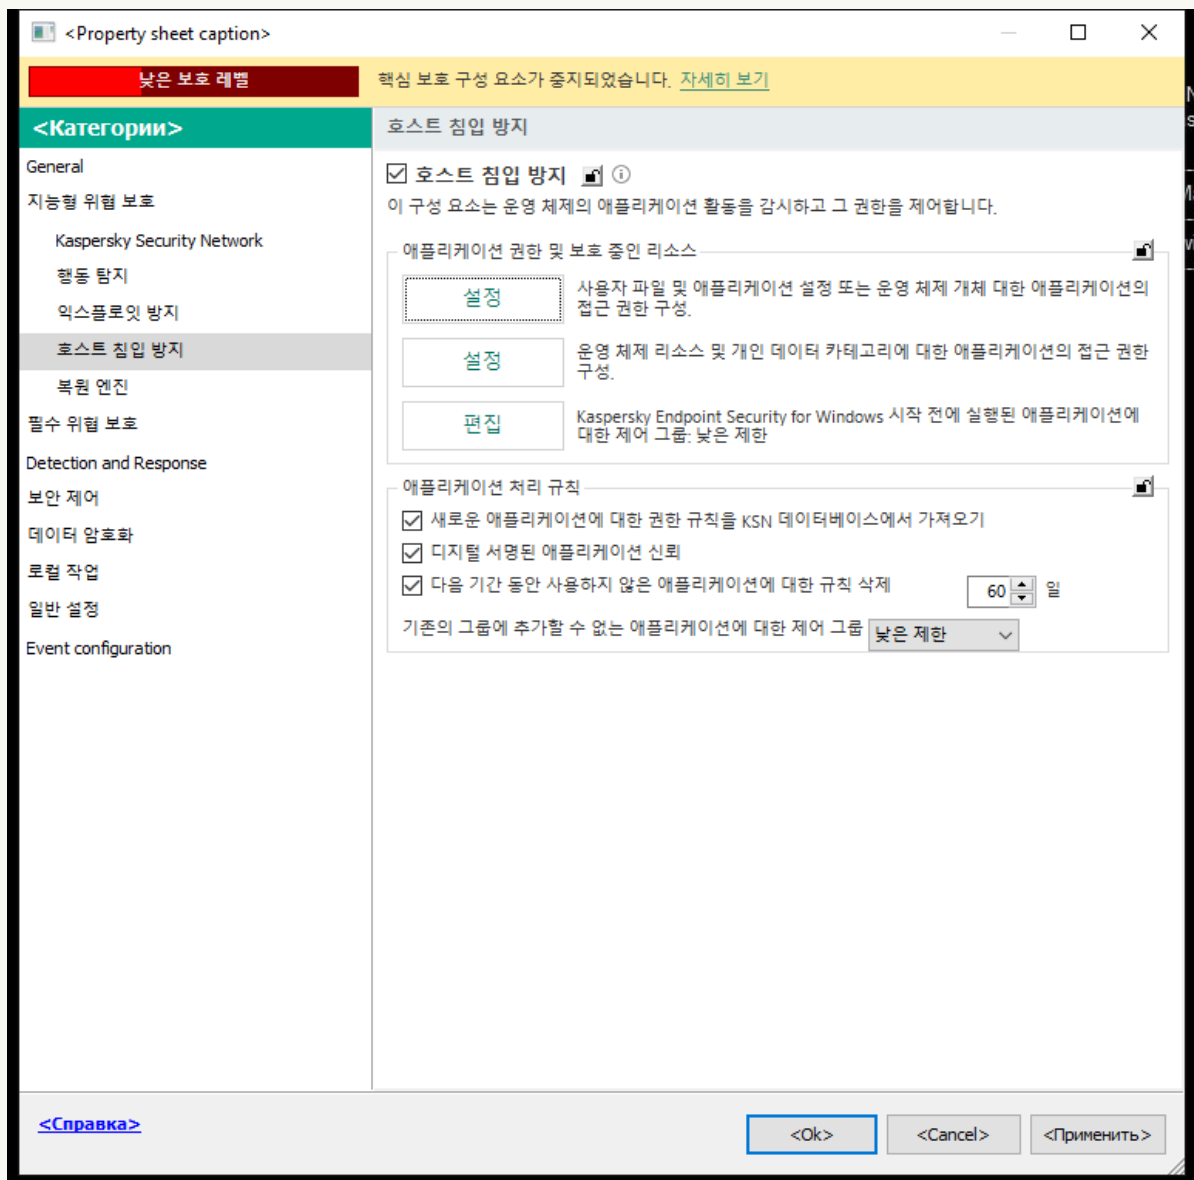 <Property sheet caption>
낮은 보호 레벨
핵심 보호 구성 요소가 중지되었습니다. 자세히 보기
<Категории>
General
지능형 위협 보호
Kaspersky Security Network
행동 탐지
익스플로잇 방지
호스트 침입 방지
복원 엔진
필수 위협 보호
Detection and Response
보안 제어
데이터 암호화
로컬 작업
일반 설정
Event configuration
호스트 침입 방지
호스트 침입 방지
이 구성 요소는 운영 체제의 애플리케이션 활동을 감시하고 그 권한을 제어합니다.
애플리케이션 권한 및 보호 중인 리소스
설정
사용자 파일 및 애플리케이션 설정 또는 운영 체제 개체 대한 애플리케이션의
접근 권한 구성.
설정
운영 체제 리소스 및 개인 데이터 카테고리에 대한 애플리케이션의 접근 권한
구성.
편집
Kaspersky Endpoint Security for Windows 시작 전에 실행된 애플리케이션에
대한 제어 그룹: 낮은 제한
애플리케이션 처리 규칙
새로운 애플리케이션에 대한 권한 규칙을 KSN 데이터베이스에서 가져오기
디지털 서명된 애플리케이션 신뢰
다음 기간 동안 사용하지 않은 애플리케이션에 대한 규칙 삭제 60 일
기존의 그룹에 추가할 수 없는 애플리케이션에 대한 제어 그룹 낮은 제한
<Справка>
<Ok> <Cancel> <Применить>